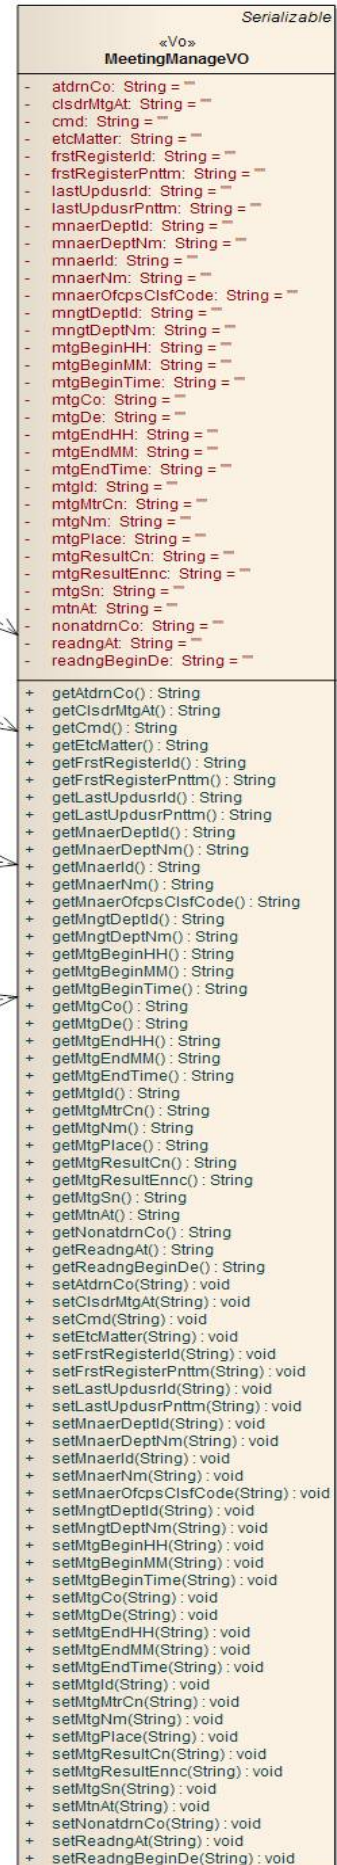 Serializable
«Vo»
MeetingManageVO
- atdrnCo: String = ""
- clsdrMtgAt: String = ""
- cmd: String = ""
- etcMatter: String = ""
- frstRegisterId: String = ""
- frstRegisterPnttm: String = ""
- lastUpdusrId: String = ""
- lastUpdusrPnttm: String = ""
- mnaerDeptId: String = ""
- mnaerDeptNm: String = ""
- mnaerId: String = ""
- mnaerNm: String = ""
- mnaerOfcpsClsfCode: String = ""
- mngtDeptId: String = ""
- mngtDeptNm: String = ""
- mtgBeginHH: String = ""
- mtgBeginMM: String = ""
- mtgBeginTime: String = ""
- mtgCo: String = ""
- mtgDe: String = ""
- mtgEndHH: String = ""
- mtgEndMM: String = ""
- mtgEndTime: String = ""
- mtgId: String = ""
- mtgMtrCn: String = ""
- mtgNm: String = ""
- mtgPlace: String = ""
- mtgResultCn: String = ""
- mtgResultEnnc: String = ""
- mtgSn: String = ""
- mtnAt: String = ""
- nonatdrnCo: String = ""
- readngAt: String = ""
- readngBeginDe: String = ""
+ getAtdrnCo() : String
+ getClsdrMtgAt() : String
+ getCmd() : String
+ getEtcMatter() : String
+ getFrstRegisterId() : String
+ getFrstRegisterPnttm() : String
+ getLastUpdusrId() : String
+ getLastUpdusrPnttm() : String
+ getMnaerDeptId() : String
+ getMnaerDeptNm() : String
+ getMnaerId() : String
+ getMnaerNm() : String
+ getMnaerOfcpsClsfCode() : String
+ getMngtDeptId() : String
+ getMngtDeptNm() : String
+ getMtgBeginHH() : String
+ getMtgBeginMM() : String
+ getMtgBeginTime() : String
+ getMtgCo() : String
+ getMtgDe() : String
+ getMtgEndHH() : String
+ getMtgEndMM() : String
+ getMtgEndTime() : String
+ getMtgId() : String
+ getMtgMtrCn() : String
+ getMtgNm() : String
+ getMtgPlace() : String
+ getMtgResultCn() : String
+ getMtgResultEnnc() : String
+ getMtgSn() : String
+ getMtnAt() : String
+ getNonatdrnCo() : String
+ getReadngAt() : String
+ getReadngBeginDe() : String
+ setAtdrnCo(String) : void
+ setClsdrMtgAt(String) : void
+ setCmd(String) : void
+ setEtcMatter(String) : void
+ setFrstRegisterId(String) : void
+ setFrstRegisterPnttm(String) : void
+ setLastUpdusrId(String) : void
+ setLastUpdusrPnttm(String) : void
+ setMnaerDeptId(String) : void
+ setMnaerDeptNm(String) : void
+ setMnaerId(String) : void
+ setMnaerNm(String) : void
+ setMnaerOfcpsClsfCode(String) : void
+ setMngtDeptId(String) : void
+ setMngtDeptNm(String) : void
+ setMtgBeginHH(String) : void
+ setMtgBeginMM(String) : void
+ setMtgBeginTime(String) : void
+ setMtgCo(String) : void
+ setMtgDe(String) : void
+ setMtgEndHH(String) : void
+ setMtgEndMM(String) : void
+ setMtgEndTime(String) : void
+ setMtgId(String) : void
+ setMtgMtrCn(String) : void
+ setMtgNm(String) : void
+ setMtgPlace(String) : void
+ setMtgResultCn(String) : void
+ setMtgResultEnnc(String) : void
+ setMtgSn(String) : void
+ setMtnAt(String) : void
+ setNonatdrnCo(String) : void
+ setReadngAt(String) : void
+ setReadngBeginDe(String) : void